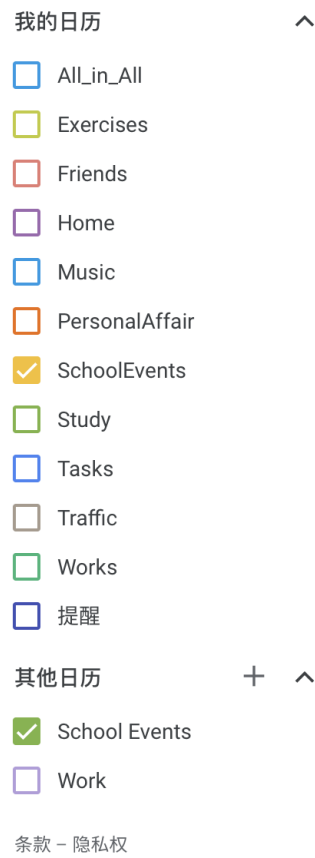 我的日历
All_in_All
Exercises
Friends
Home
Music
PersonalAffair
SchoolEvents
Study
Tasks
Traffic
Works
提醒
其他日历
School Events
Work
条款 – 隐私权